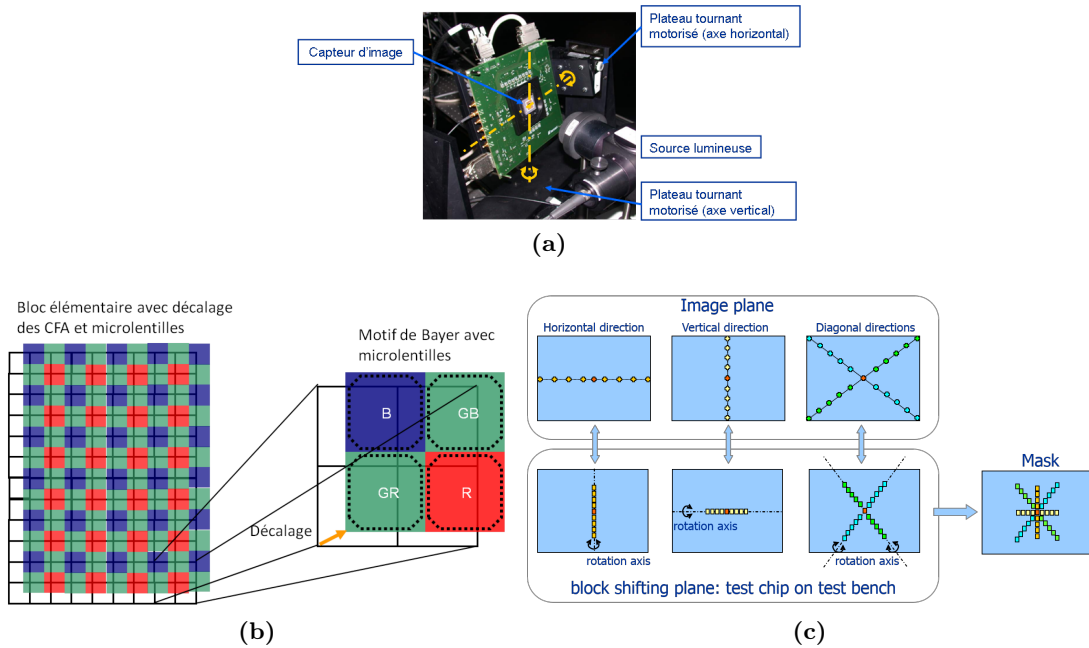 Plateau tournant
motorisé (axe horizontal)
Capteur d'image
Source lumineuse
Plateau tournant
motorisé (axe vertical)
(a)
Bloc élémentaire avec décalage
des CFA et microlentilles
Motif de Bayer avec
microlentilles
B
GB
GR
R
Décalage
(b)
Image plane
Horizontal direction
Vertical direction
Diagonal directions
rotation axis
rotation axis
rotation axis
block shifting plane: test chip on test bench
Mask
(c)